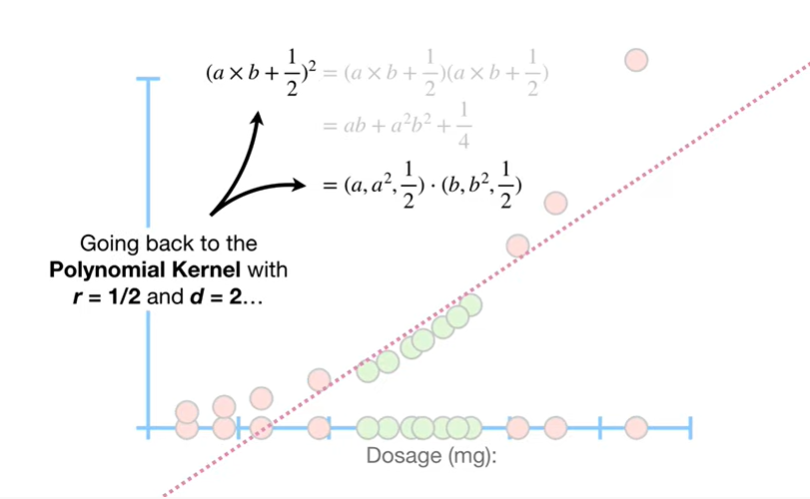 (a × b + 1/2)² = (a × b + 1/2)(a × b + 1/2)
= ab + a²b² + 1/4
= (a, a², 1/2) · (b, b², 1/2)
Going back to the
Polynomial Kernel with
r = 1/2 and d = 2…
Dosage (mg):